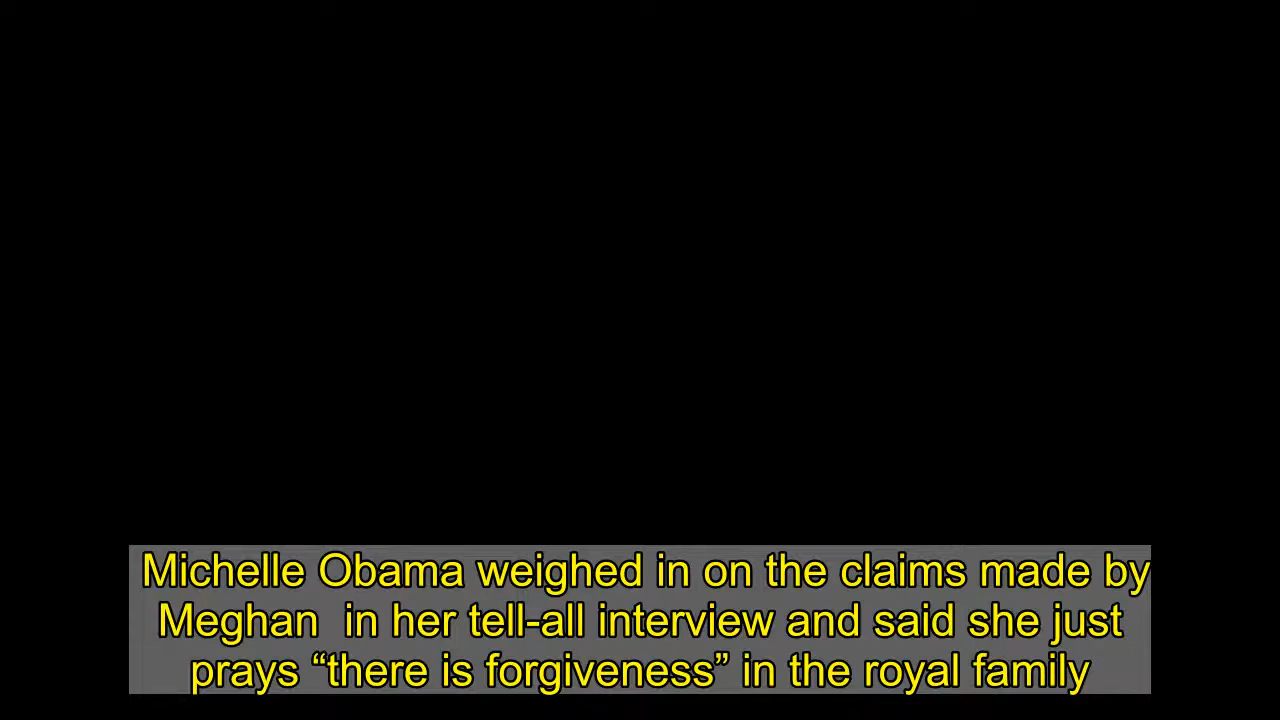 Michelle Obama weighed in on the claims made by
Meghan  in her tell-all interview and said she just
prays “there is forgiveness” in the royal family